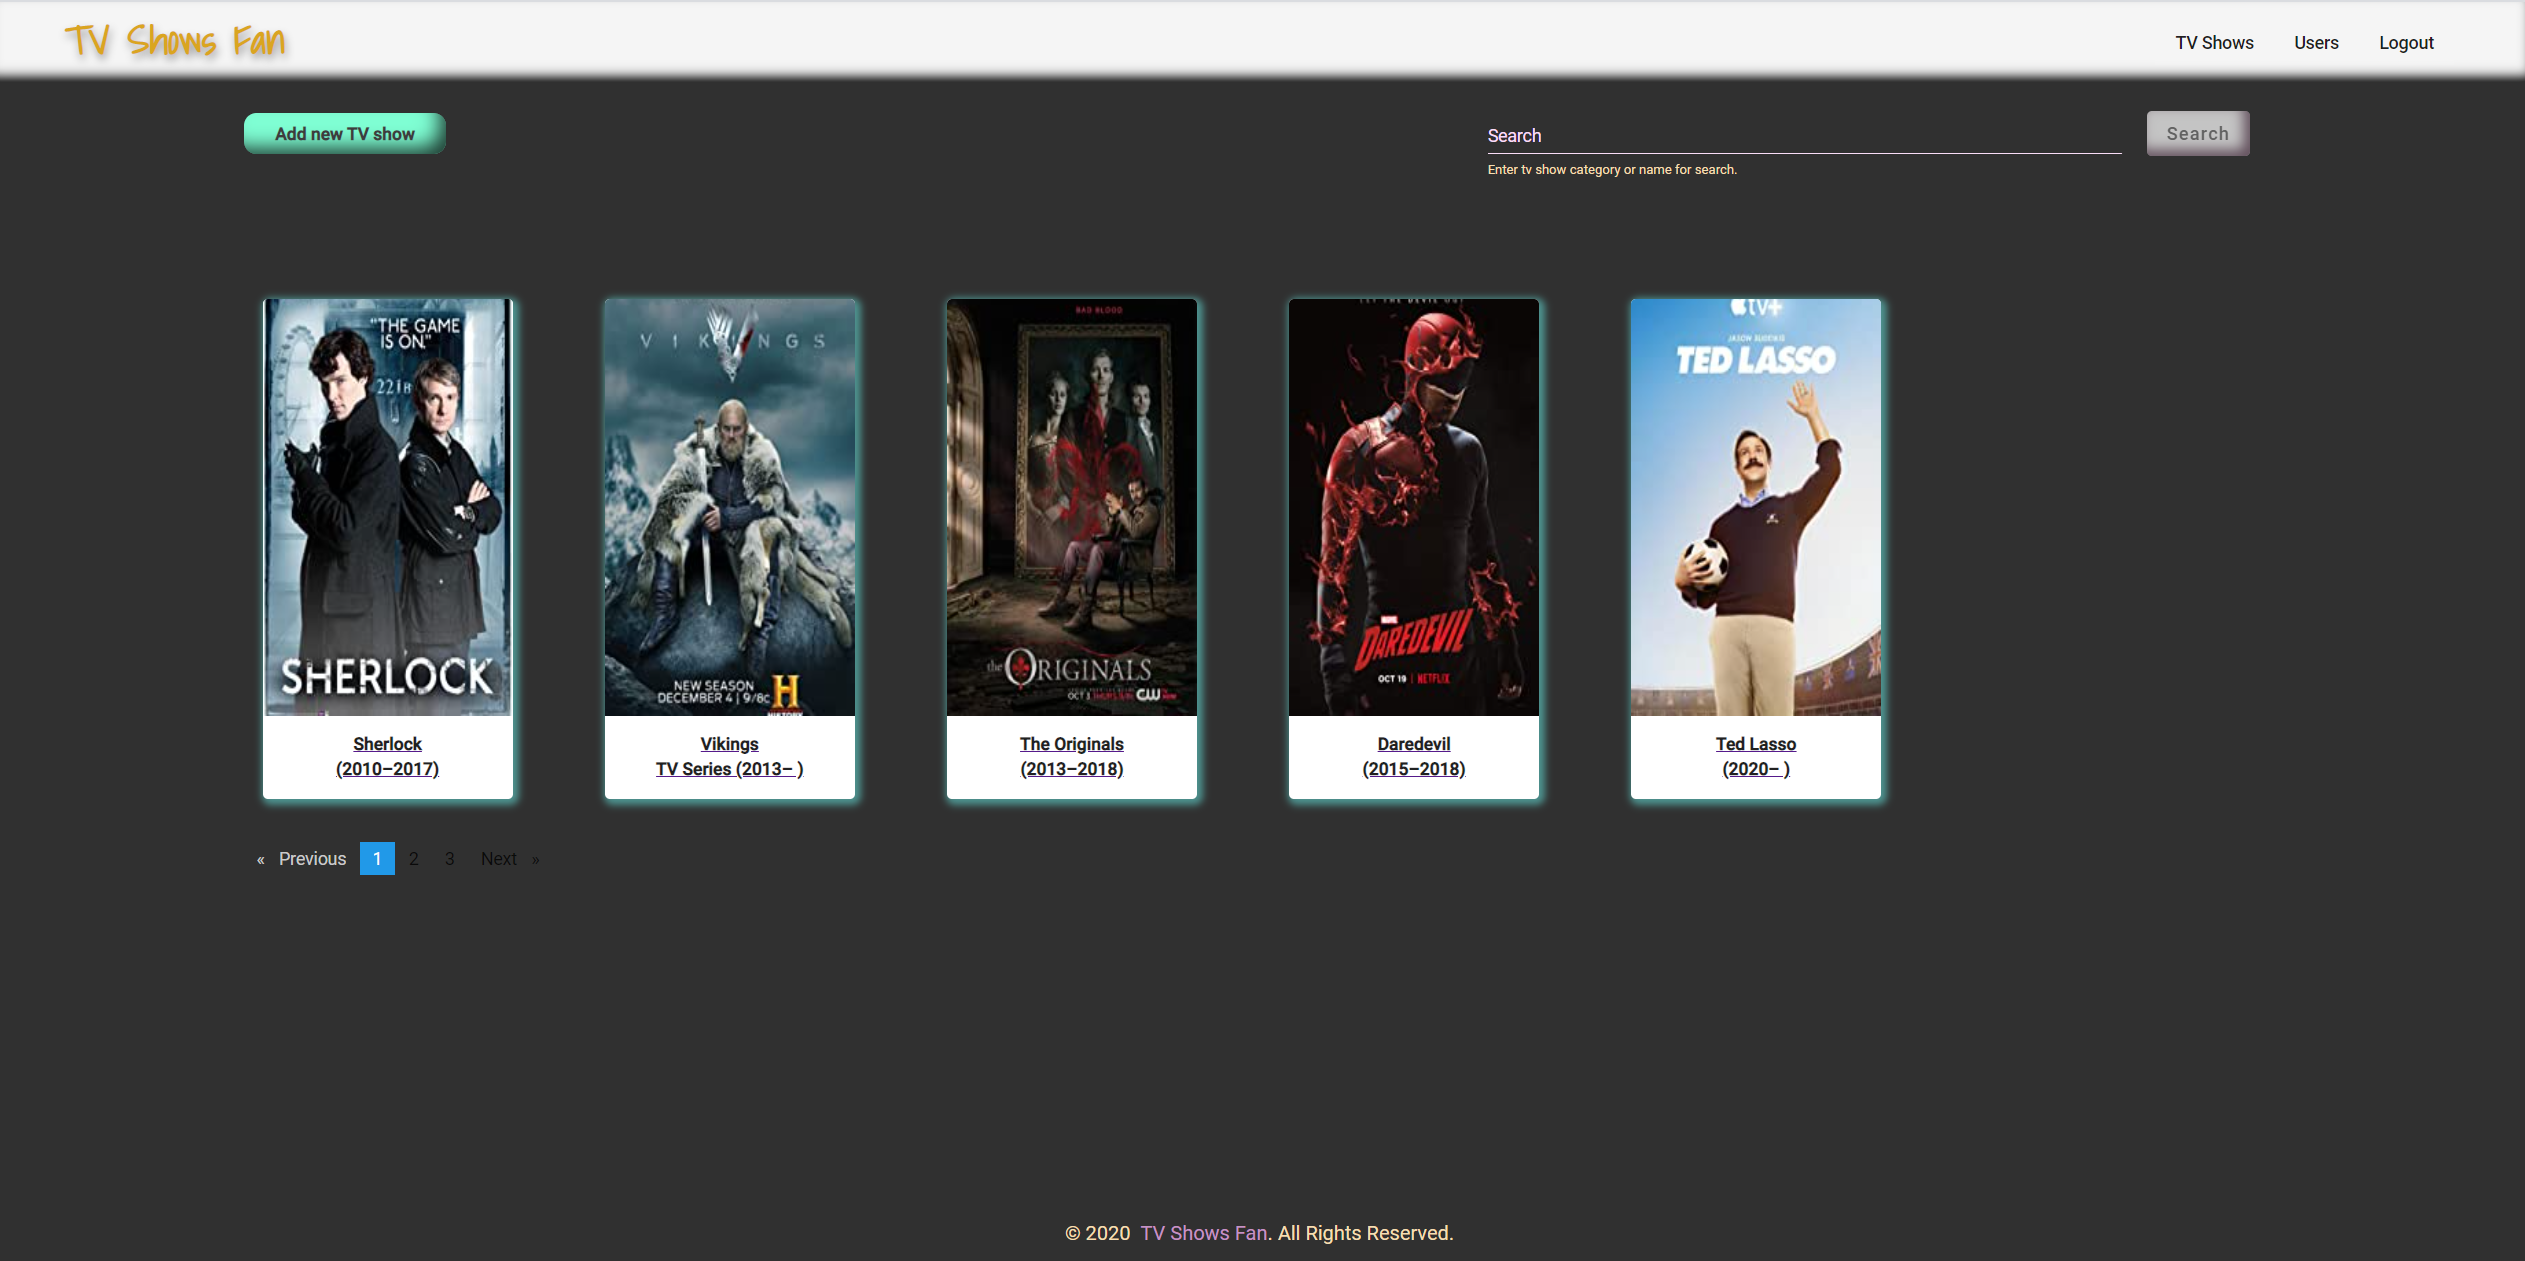 TV Shows Fan
TV Shows
Users
Logout
Add new TV show
Search
Search
Enter tv show category or name for search.
"THE GAME
IS ON."
221B
SHERLOCK
Sherlock
(2010–2017)
VIKINGS
NEW SEASON
DECEMBER 4 | 9/8c
H
HISTORY
Vikings
TV Series (2013– )
BAD BLOOD
the ORIGINALS
OCT 3
CW
The Originals
(2013–2018)
MARVEL
DAREDEVIL
OCT 19 | NETFLIX
Daredevil
(2015–2018)
tv+
JASON SUDEIKIS
TED LASSO
Ted Lasso
(2020– )
« Previous 1 2 3 Next »
© 2020 TV Shows Fan. All Rights Reserved.